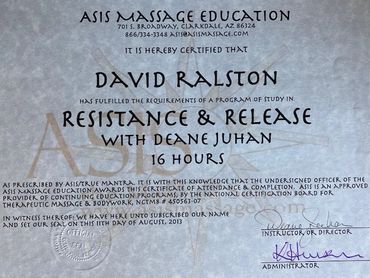 ASIS MASSAGE EDUCATION
701 S. BROADWAY, CLARKDALE, AZ 86324
866/334-3348 ASIS@ASISMASSAGE.COM
IT IS HEREBY CERTIFIED THAT
DAVID RALSTON
HAS FULFILLED THE REQUIREMENTS OF A PROGRAM OF STUDY IN
RESISTANCE & RELEASE
WITH DEANE JUHAN
16 HOURS
AS PRESCRIBED BY ASIS/TRUE MANTRA. IT IS WITH THIS KNOWLEDGE THAT THE UNDERSIGNED OFFICER OF THE
ASIS MASSAGE EDUCATION AWARDS THIS CERTIFICATE OF ATTENDANCE & COMPLETION. ASIS IS AN APPROVED
PROVIDER OF CONTINUING EDUCATION PROGRAMS, BY THE NATIONAL CERTIFICATION BOARD FOR
THERAPEUTIC MASSAGE & BODYWORK, NCTMB # 450563-07
IN WITNESS THEREOF: WE HAVE HERE UNTO SUBSCRIBED OUR NAME
AND SET OUR SEAL ON THIS 11TH DAY OF AUGUST, 2013
Deane Juhan
INSTRUCTOR OR DIRECTOR
ADMINISTRATOR